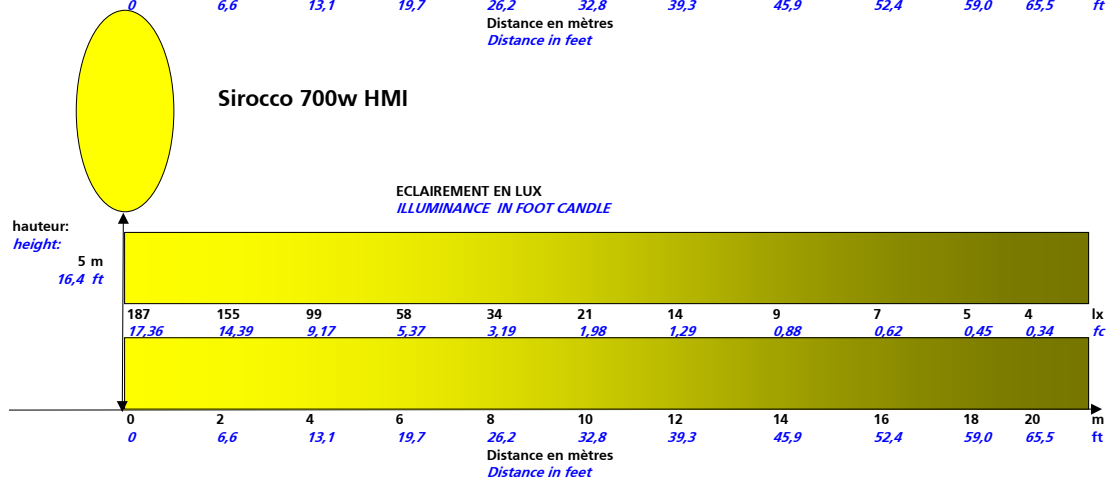 0 6,6 13,1 19,7 26,2 32,8 39,3 45,9 52,4 59,0 65,5 ft
Distance en mètres
Distance in feet
Sirocco 700w HMI
ECLAIREMENT EN LUX
ILLUMINANCE IN FOOT CANDLE
hauteur:
height:
5 m
16,4 ft
187 155 99 58 34 21 14 9 7 5 4 lx
17,36 14,39 9,17 5,37 3,19 1,98 1,29 0,88 0,62 0,45 0,34 fc
0 2 4 6 8 10 12 14 16 18 20 m
0 6,6 13,1 19,7 26,2 32,8 39,3 45,9 52,4 59,0 65,5 ft
Distance en mètres
Distance in feet